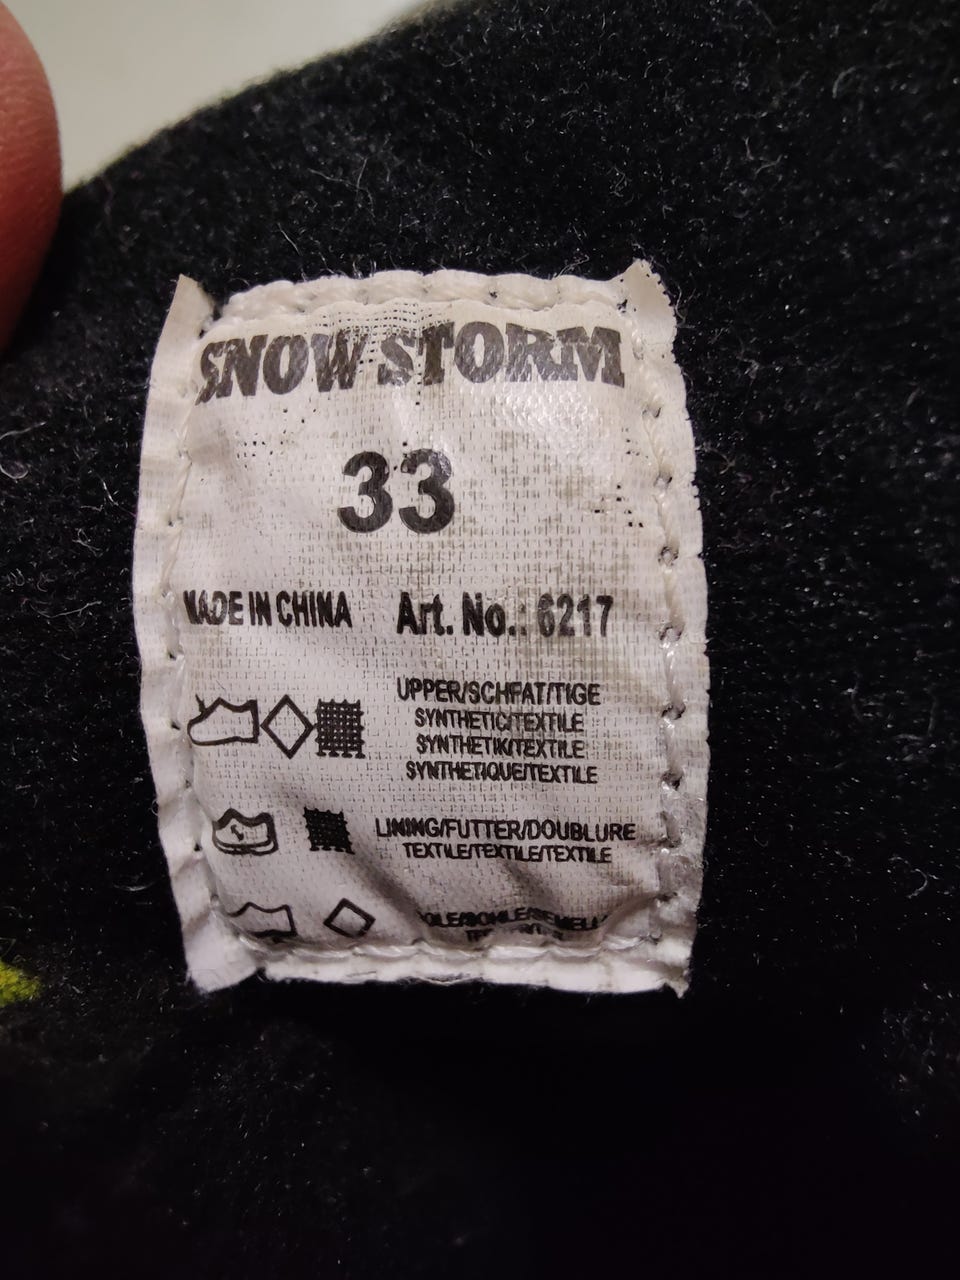 SNOW STORM
33
MADE IN CHINA Art. No.: 6217
UPPER/SCHFAT/TIGE
SYNTHETIC/TEXTILE
SYNTHETIK/TEXTILE
SYNTHETIQUE/TEXTILE
LINING/FUTTER/DOUBLURE
TEXTILE/TEXTILE/TEXTILE